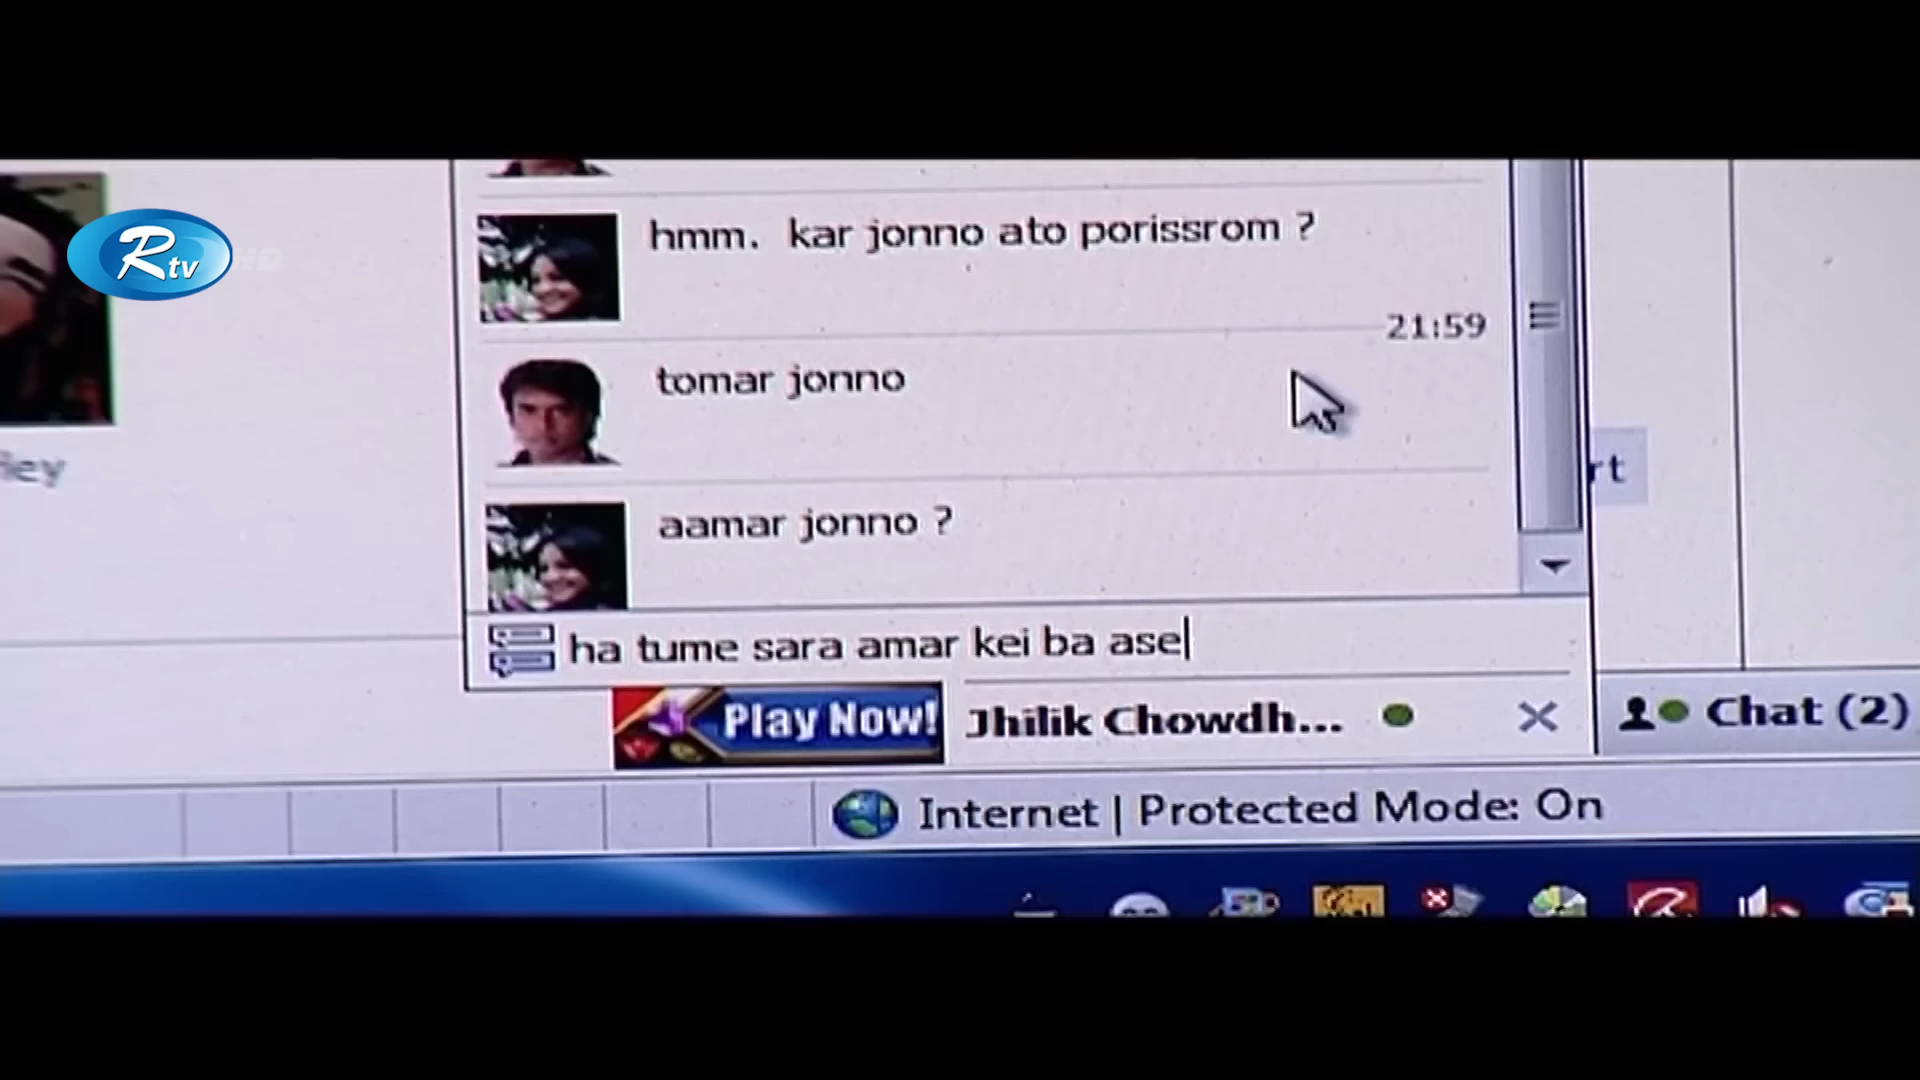 Rtv HD
hmm. kar jonno ato porissrom ?
21:59
tomar jonno
aamar jonno ?
ha tume sara amar kei ba ase
Play Now!
Jhilik Chowdh...
Chat (2)
Internet | Protected Mode: On